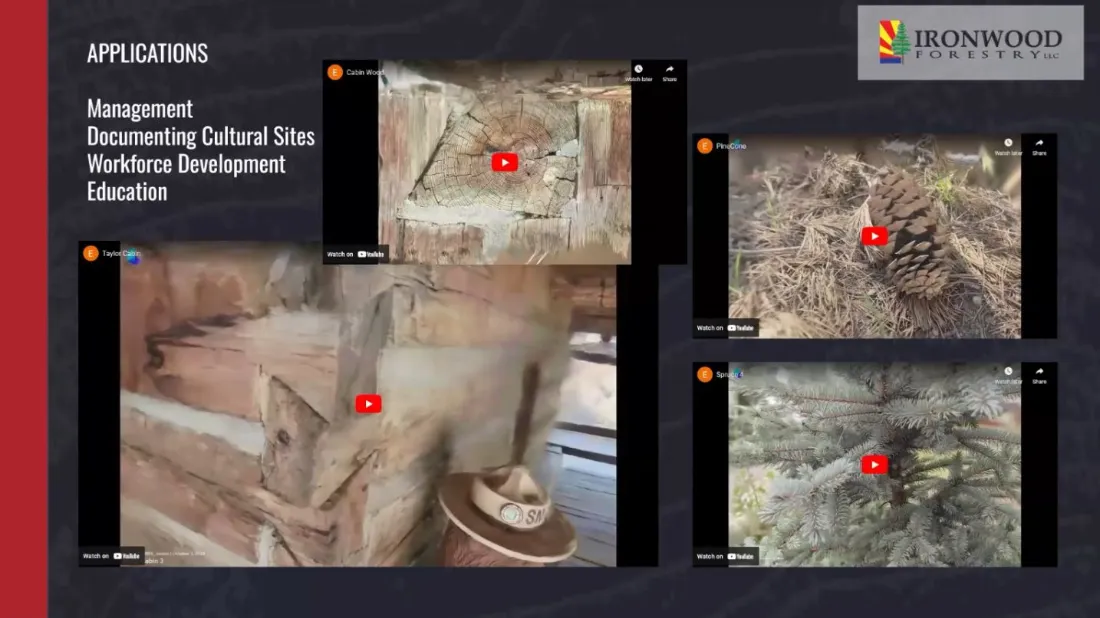 APPLICATIONS
Management
Documenting Cultural Sites
Workforce Development
Education
IRONWOOD
FORESTRY LLC
E Cabin Wood
Watch later
Share
Watch on YouTube
E PineCone
Watch later
Share
Watch on YouTube
E Taylor Cabin
SM
Watch on YouTube
abin 3
E Spruce 4
Watch later
Share
Watch on YouTube